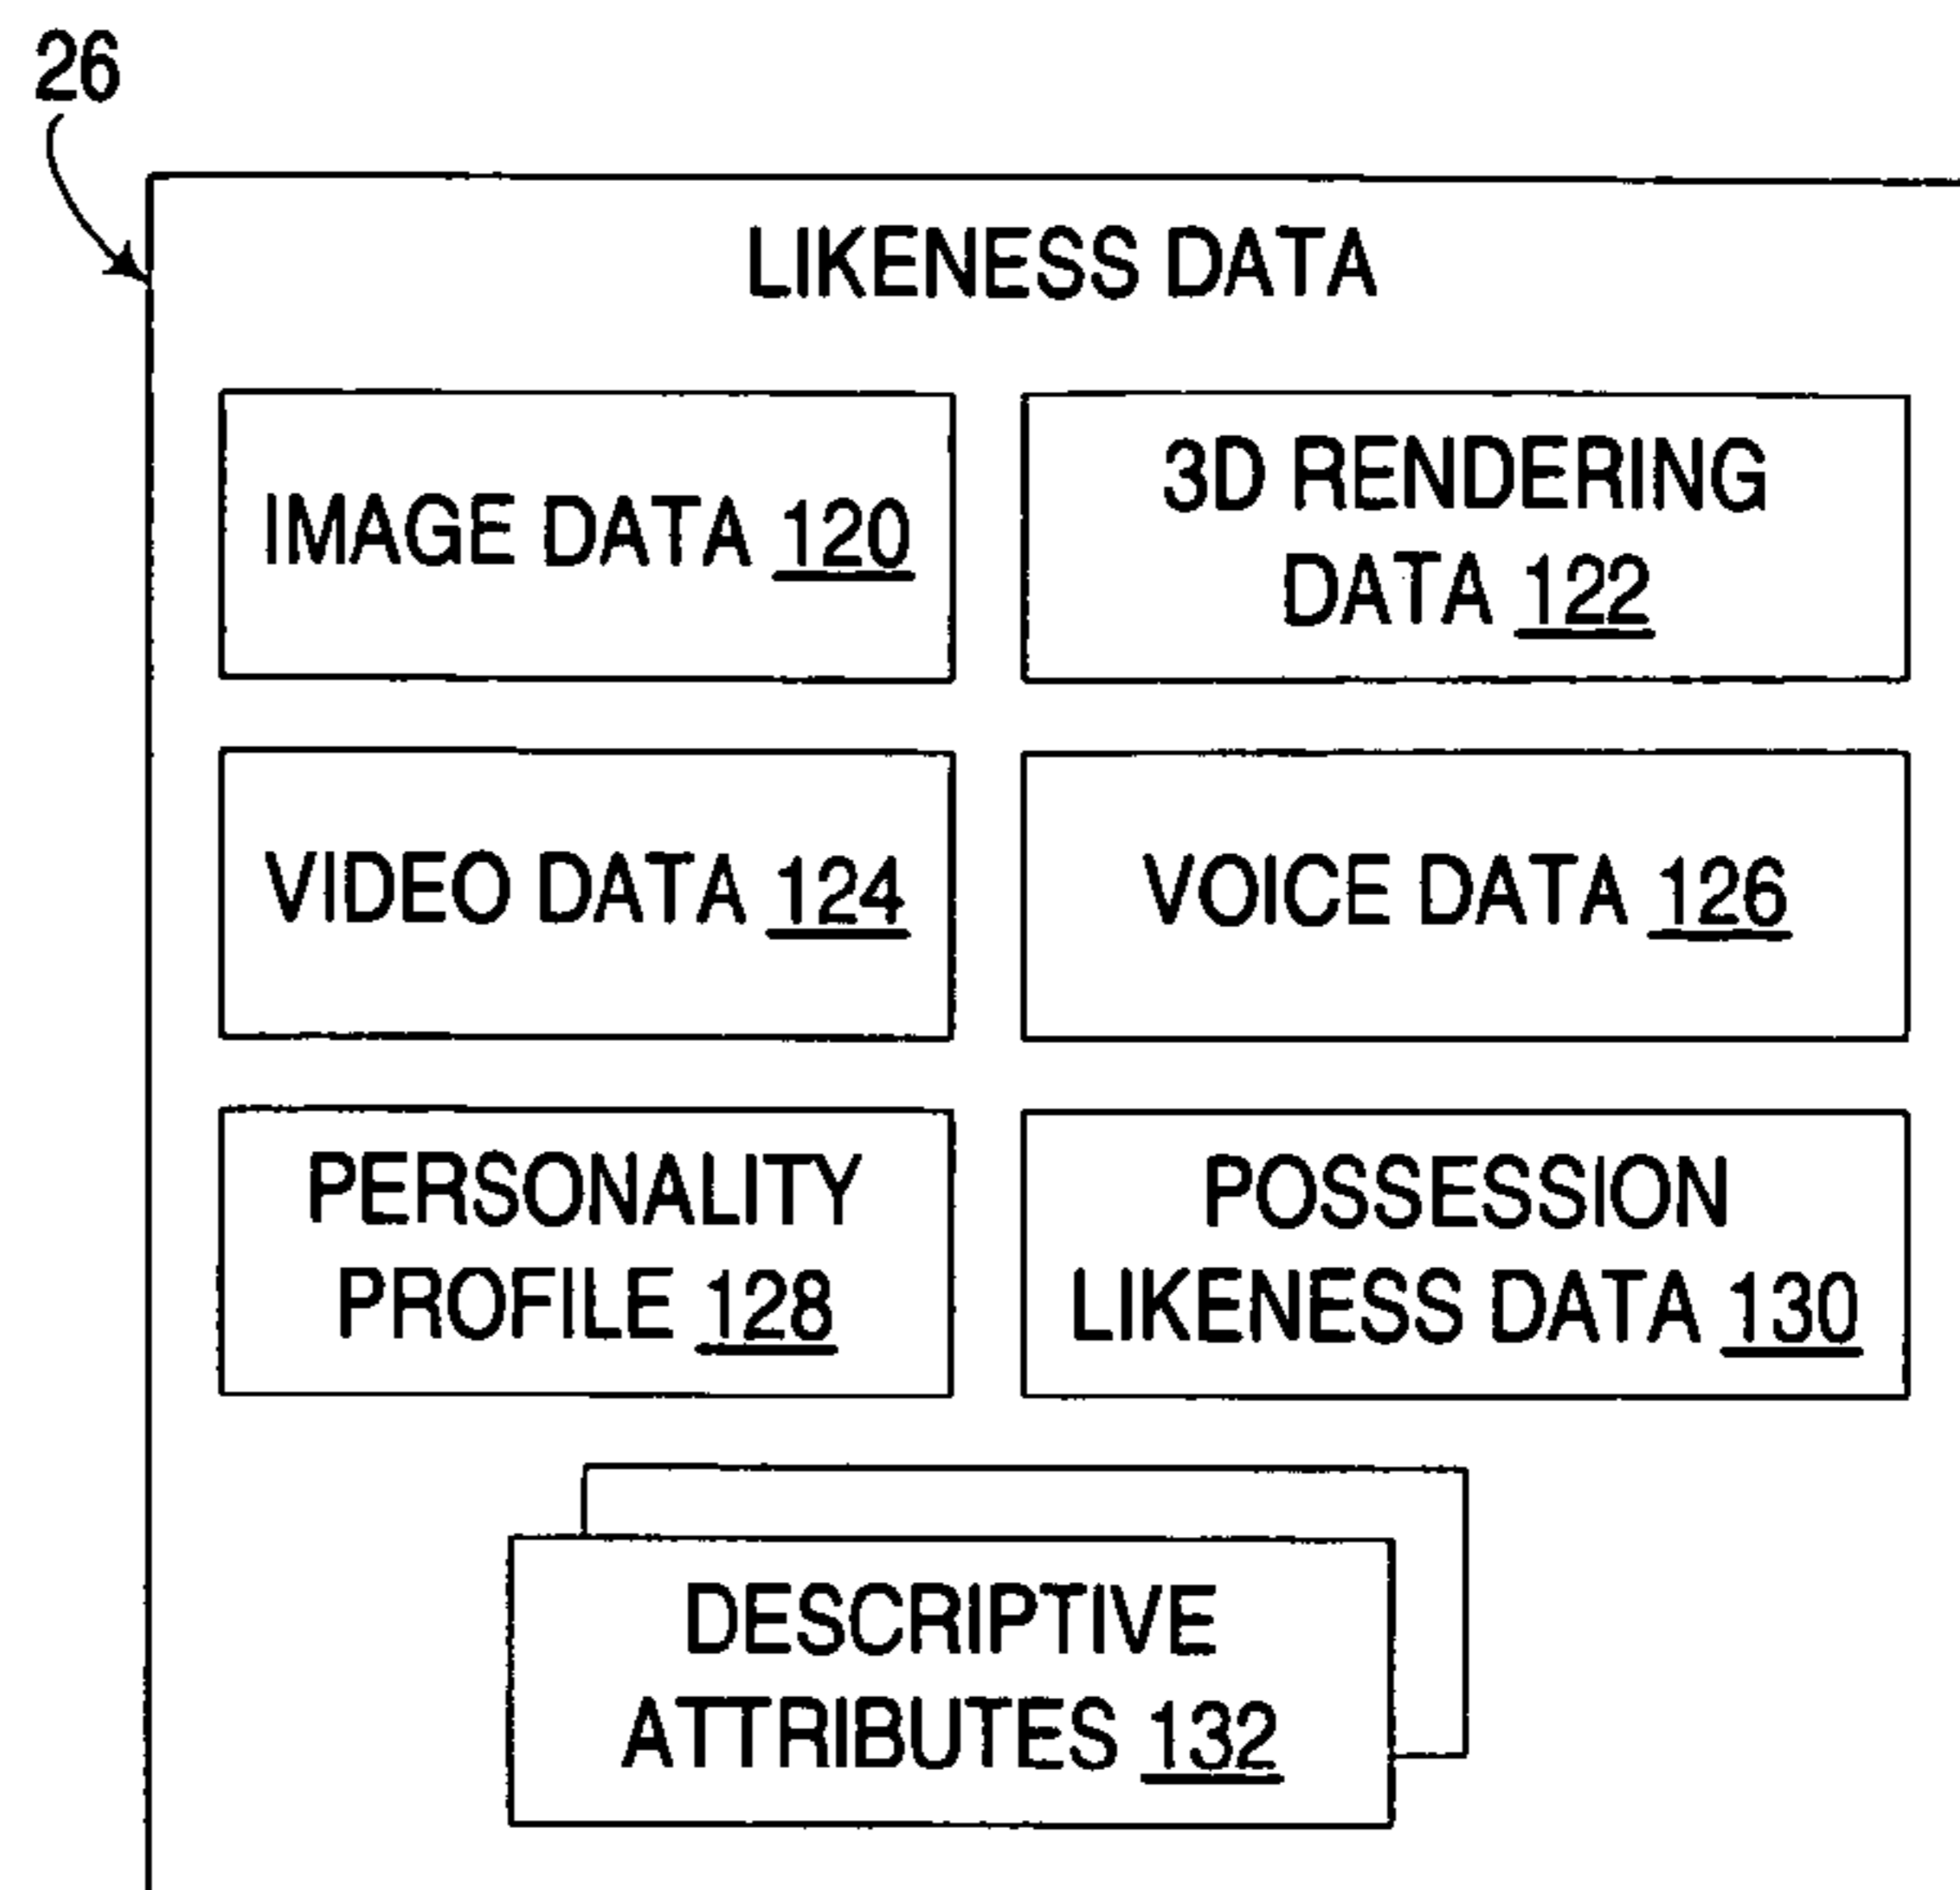 26
LIKENESS DATA
IMAGE DATA 120
3D RENDERING
DATA 122
VIDEO DATA 124
VOICE DATA 126
PERSONALITY
PROFILE 128
POSSESSION
LIKENESS DATA 130
DESCRIPTIVE
ATTRIBUTES 132